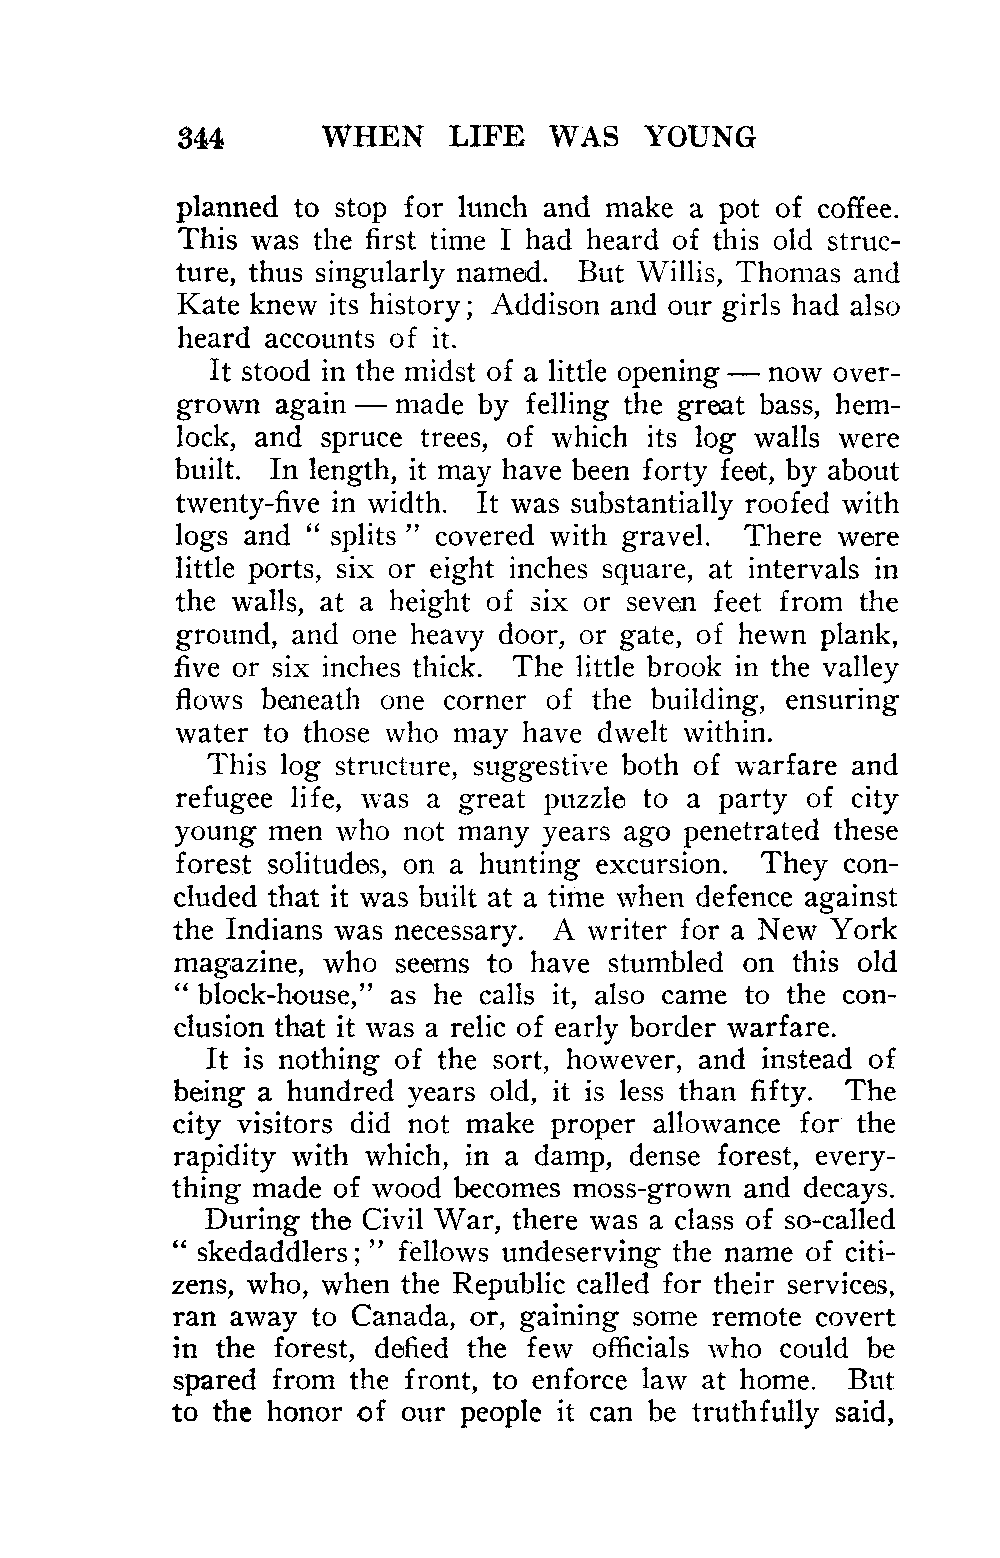 344 WHEN LIFE WAS YOUNG
planned to stop for lunch and make a pot of coffee.
This was the first time I had heard of this old struc-
ture, thus singularly named. But Willis, Thomas and
Kate knew its history; Addison and our girls had also
heard accounts of it.
It stood in the midst of a little opening — now over-
grown again — made by felling the great bass, hem-
lock, and spruce trees, of which its log walls were
built. In length, it may have been forty feet, by about
twenty-five in width. It was substantially roofed with
logs and " splits " covered with gravel. There were
little ports, six or eight inches square, at intervals in
the walls, at a height of six or seven feet from the
ground, and one heavy door, or gate, of hewn plank,
five or six inches thick. The little brook in the valley
flows beneath one corner of the building, ensuring
water to those who may have dwelt within.
This log structure, suggestive both of warfare and
refugee life, was a great puzzle to a party of city
young men who not many years ago penetrated these
forest solitudes, on a hunting excursion. They con-
cluded that it was built at a time when defence against
the Indians was necessary. A writer for a New York
magazine, who seems to have stumbled on this old
" block-house," as he calls it, also came to the con-
clusion that it was a relic of early border warfare.
It is nothing of the sort, however, and instead of
being a hundred years old, it is less than fifty. The
city visitors did not make proper allowance for the
rapidity with which, in a damp, dense forest, every-
thing made of wood becomes moss-grown and decays.
During the Civil War, there was a class of so-called
" skedaddlers; " fellows undeserving the name of citi-
zens, who, when the Republic called for their services,
ran away to Canada, or, gaining some remote covert
in the forest, defied the few officials who could be
spared from the front, to enforce law at home. But
to the honor of our people it can be truthfully said,